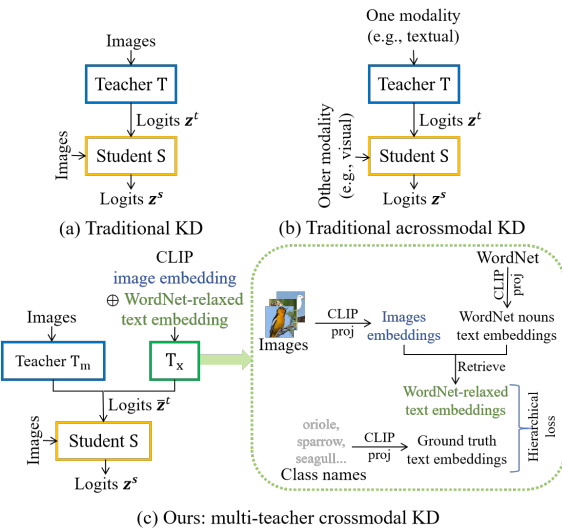 Images
Teacher T
Logits z^t
Images
Student S
Logits z^s
(a) Traditional KD
One modality
(e.g., textual)
Teacher T
Logits z^t
Other modality
(e.g., visual)
Student S
Logits z^s
(b) Traditional acrossmodal KD
CLIP
image embedding
⊕ WordNet-relaxed
text embedding
Images
Teacher T_m
T_x
Logits z̄^t
Images
Student S
Logits z^s
WordNet
CLIP
proj
Images
CLIP
proj
Images
embeddings
WordNet nouns
text embeddings
Retrieve
WordNet-relaxed
text embeddings
oriole,
sparrow,
seagull...
Class names
CLIP
proj
Ground truth
text embeddings
Hierarchical
loss
(c) Ours: multi-teacher crossmodal KD